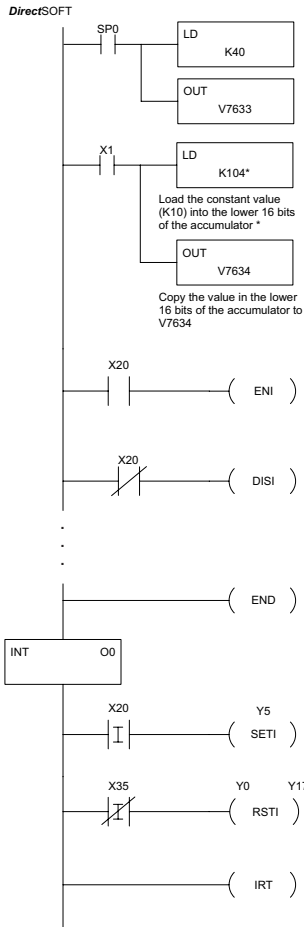 DirectSOFT
SP0
LD
K40
OUT
V7633
X1
LD
K104*
Load the constant value
(K10) into the lower 16 bits
of the accumulator *
OUT
V7634
Copy the value in the lower
16 bits of the accumulator to
V7634
X20
ENI
X20
DISI
END
INT O0
X20
Y5
I
SETI
X35
Y0 Y17
I
RSTI
IRT